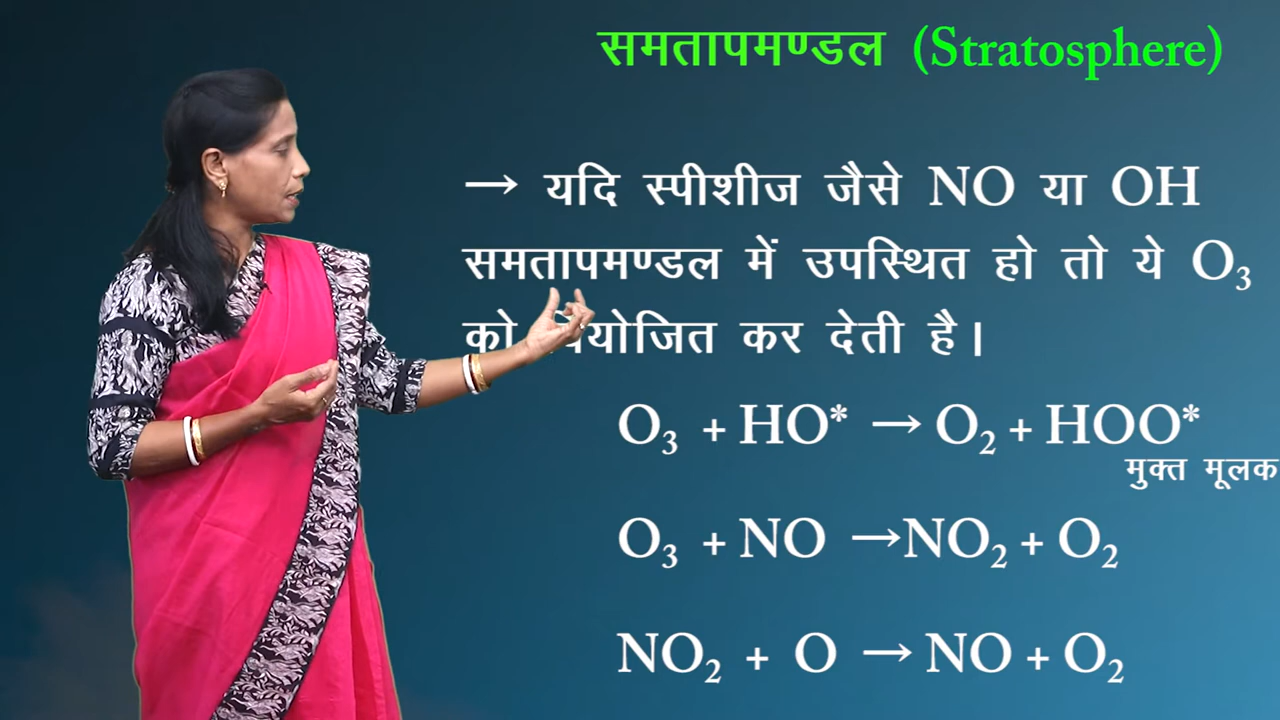 समतापमण्डल (Stratosphere)
→ यदि स्पीशीज जैसे NO या OH
समतापमण्डल में उपस्थित हो तो ये O₃
को वियोजित कर देती है।
O₃ + HO* → O₂ + HOO*
मुक्त मूलक
O₃ + NO → NO₂ + O₂
NO₂ + O → NO + O₂